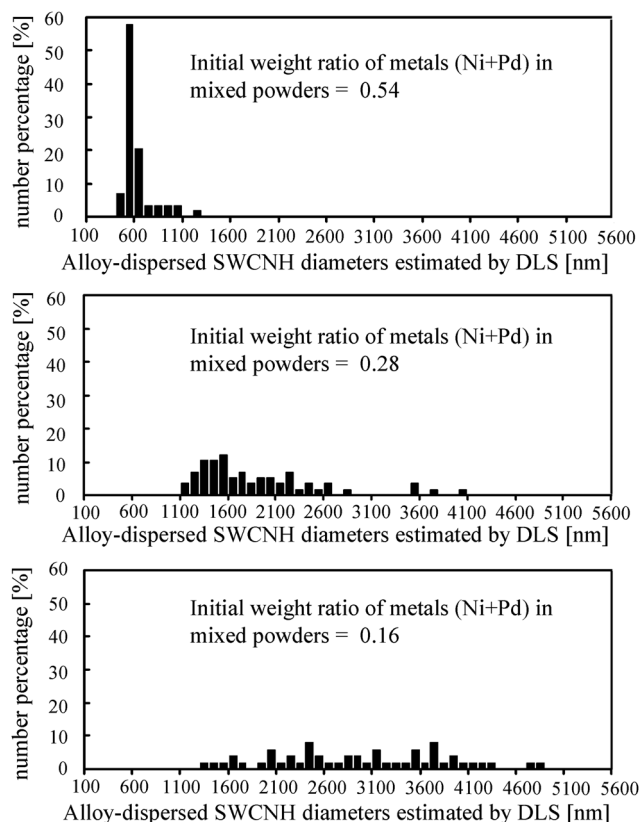 60
50
40
30
20
10
0
number percentage [%]
Initial weight ratio of metals (Ni+Pd) in
mixed powders = 0.54
100 600 1100 1600 2100 2600 3100 3600 4100 4600 5100 5600
Alloy-dispersed SWCNH diameters estimated by DLS [nm]
60
50
40
30
20
10
0
number percentage [%]
Initial weight ratio of metals (Ni+Pd) in
mixed powders = 0.28
100 600 1100 1600 2100 2600 3100 3600 4100 4600 5100 5600
Alloy-dispersed SWCNH diameters estimated by DLS [nm]
60
50
40
30
20
10
0
number percentage [%]
Initial weight ratio of metals (Ni+Pd) in
mixed powders = 0.16
100 600 1100 1600 2100 2600 3100 3600 4100 4600 5100 5600
Alloy-dispersed SWCNH diameters estimated by DLS [nm]